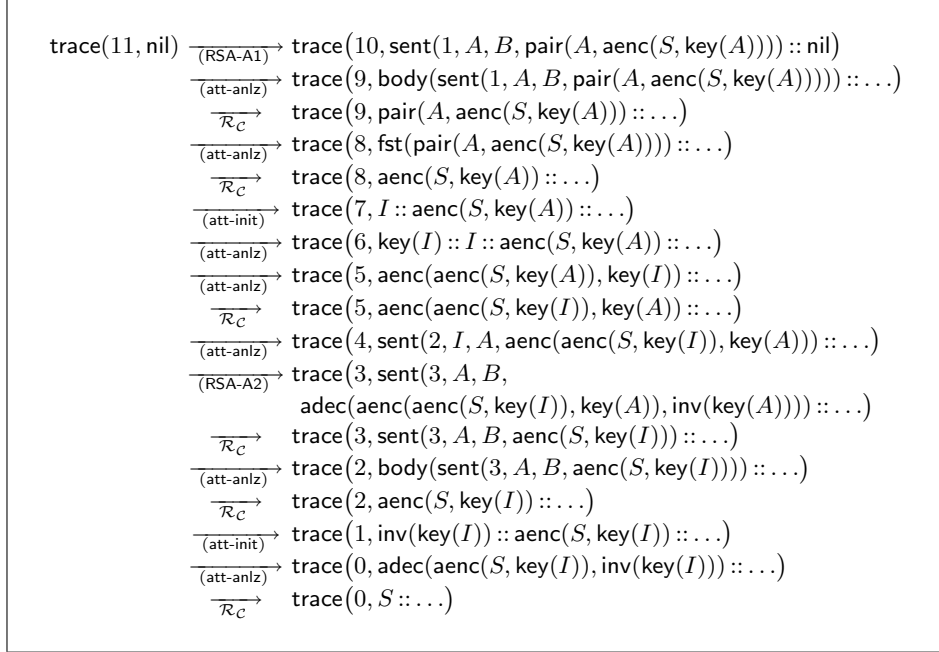 trace(11, nil) ⟶(RSA-A1) trace(10, sent(1, A, B, pair(A, aenc(S, key(A)))) :: nil)
⟶(att-anlz) trace(9, body(sent(1, A, B, pair(A, aenc(S, key(A))))) :: ...)
⟶R_C trace(9, pair(A, aenc(S, key(A))) :: ...)
⟶(att-anlz) trace(8, fst(pair(A, aenc(S, key(A)))) :: ...)
⟶R_C trace(8, aenc(S, key(A)) :: ...)
⟶(att-init) trace(7, I :: aenc(S, key(A)) :: ...)
⟶(att-anlz) trace(6, key(I) :: I :: aenc(S, key(A)) :: ...)
⟶(att-anlz) trace(5, aenc(aenc(S, key(A)), key(I)) :: ...)
⟶R_C trace(5, aenc(aenc(S, key(I)), key(A)) :: ...)
⟶(att-anlz) trace(4, sent(2, I, A, aenc(aenc(S, key(I)), key(A))) :: ...)
⟶(RSA-A2) trace(3, sent(3, A, B,
adec(aenc(aenc(S, key(I)), key(A)), inv(key(A)))) :: ...)
⟶R_C trace(3, sent(3, A, B, aenc(S, key(I))) :: ...)
⟶(att-anlz) trace(2, body(sent(3, A, B, aenc(S, key(I)))) :: ...)
⟶R_C trace(2, aenc(S, key(I)) :: ...)
⟶(att-init) trace(1, inv(key(I)) :: aenc(S, key(I)) :: ...)
⟶(att-anlz) trace(0, adec(aenc(S, key(I)), inv(key(I))) :: ...)
⟶R_C trace(0, S :: ...)